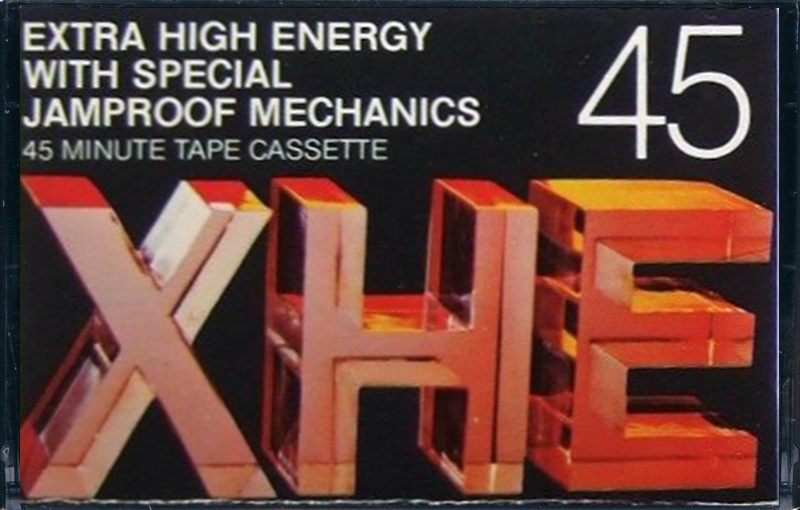 EXTRA HIGH ENERGY
WITH SPECIAL
JAMPROOF MECHANICS
45 MINUTE TAPE CASSETTE
45
XHE